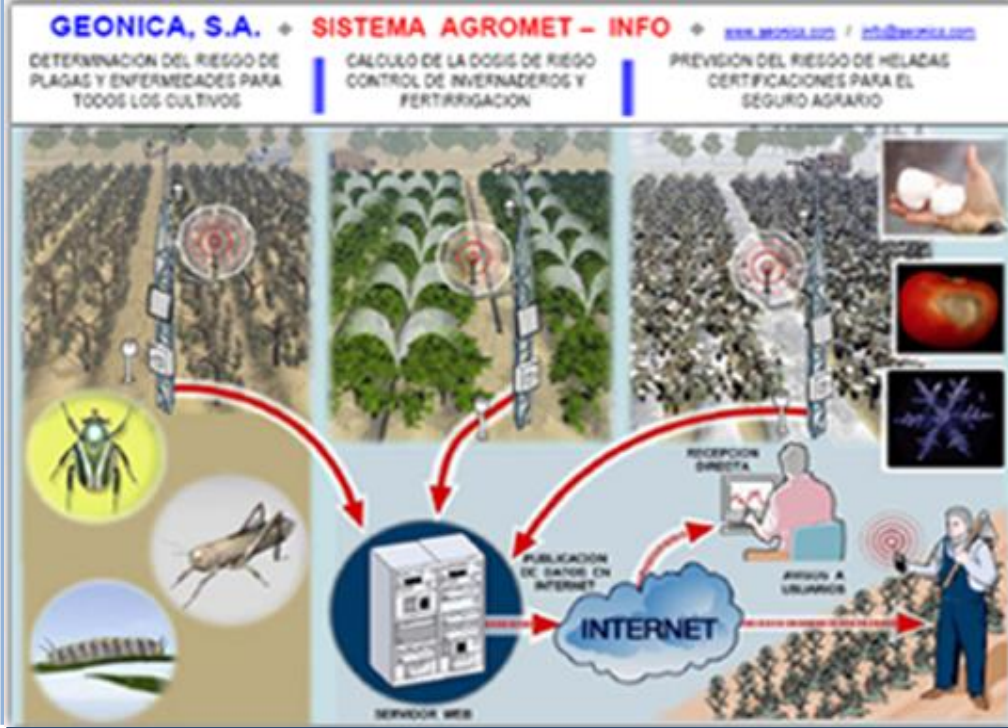 GEONICA, S.A. SISTEMA AGROMET – INFO www.geonica.com / info@geonica.com
DETERMINACION DEL RIESGO DE
PLAGAS Y ENFERMEDADES PARA
TODOS LOS CULTIVOS
CALCULO DE LA DOSIS DE RIEGO
CONTROL DE INVERNADEROS Y
FERTIRRIGACION
PREVISION DEL RIESGO DE HELADAS
CERTIFICACIONES PARA EL
SEGURO AGRARIO
RECEPCION
DIRECTA
PUBLICACION
DE DATOS EN
INTERNET
AVISOS A
USUARIOS
INTERNET
SERVIDOR WEB